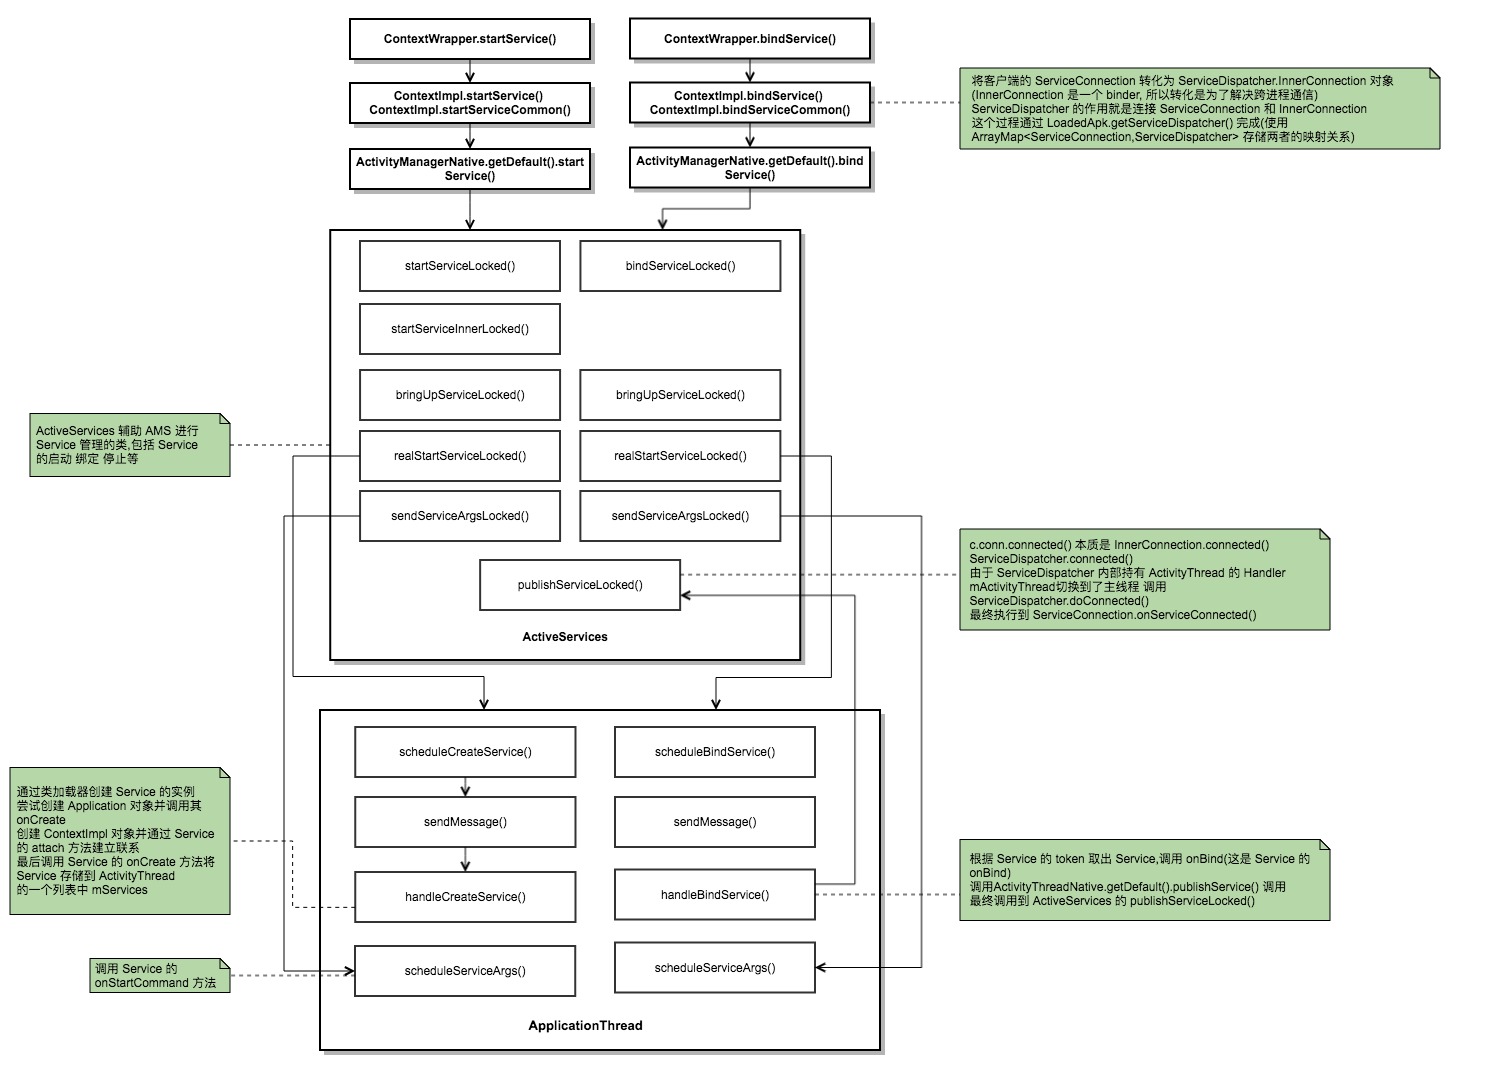 ContextWrapper.startService()
ContextWrapper.bindService()
ContextImpl.startService()
ContextImpl.startServiceCommon()
ContextImpl.bindService()
ContextImpl.bindServiceCommon()
将客户端的 ServiceConnection 转化为 ServiceDispatcher.InnerConnection 对象
(InnerConnection 是一个 binder, 所以转化是为了解决跨进程通信)
ServiceDispatcher 的作用就是连接 ServiceConnection 和 InnerConnection
这个过程通过 LoadedApk.getServiceDispatcher() 完成(使用
ArrayMap<ServiceConnection,ServiceDispatcher> 存储两者的映射关系)
ActivityManagerNative.getDefault().start
Service()
ActivityManagerNative.getDefault().bind
Service()
startServiceLocked()
bindServiceLocked()
startServiceInnerLocked()
bringUpServiceLocked()
bringUpServiceLocked()
ActiveServices 辅助 AMS 进行
Service 管理的类,包括 Service
的启动 绑定 停止等
realStartServiceLocked()
realStartServiceLocked()
sendServiceArgsLocked()
sendServiceArgsLocked()
publishServiceLocked()
c.conn.connected() 本质是 InnerConnection.connected()
ServiceDispatcher.connected()
由于 ServiceDispatcher 内部持有 ActivityThread 的 Handler
mActivityThread切换到了主线程 调用
ServiceDispatcher.doConnected()
最终执行到 ServiceConnection.onServiceConnected()
ActiveServices
scheduleCreateService()
scheduleBindService()
sendMessage()
sendMessage()
通过类加载器创建 Service 的实例
尝试创建 Application 对象并调用其
onCreate
创建 ContextImpl 对象并通过 Service
的 attach 方法建立联系
最后调用 Service 的 onCreate 方法将
Service 存储到 ActivityThread
的一个列表中 mServices
handleCreateService()
handleBindService()
根据 Service 的 token 取出 Service,调用 onBind(这是 Service 的
onBind)
调用ActivityThreadNative.getDefault().publishService() 调用
最终调用到 ActiveServices 的 publishServiceLocked()
调用 Service 的
onStartCommand 方法
scheduleServiceArgs()
scheduleServiceArgs()
ApplicationThread